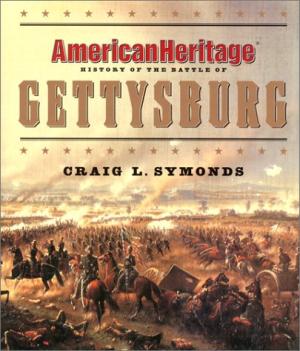 AmericanHeritage®
HISTORY OF THE BATTLE OF
GETTYSBURG
CRAIG L. SYMONDS